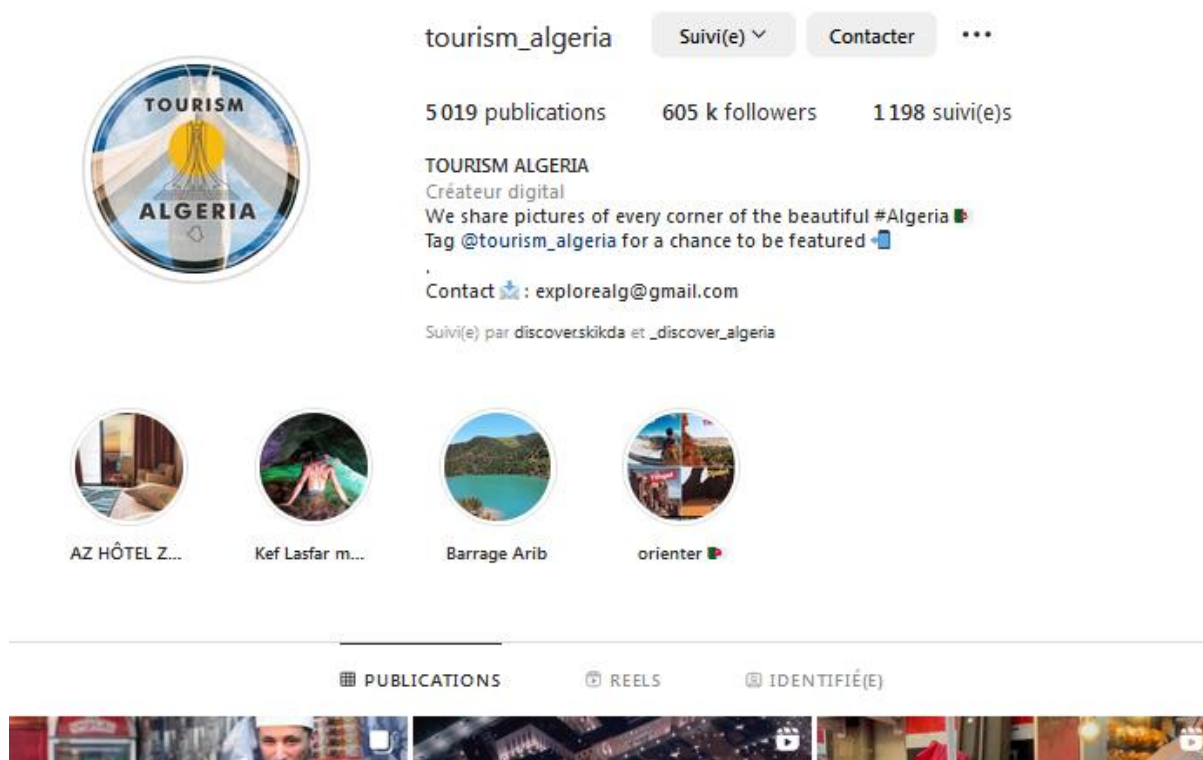 tourism_algeria Suivi(e) Contacter
TOURISM
ALGERIA
5 019 publications 605 k followers 1 198 suivi(e)s
TOURISM ALGERIA
Créateur digital
We share pictures of every corner of the beautiful #Algeria 🇩🇿
Tag @tourism_algeria for a chance to be featured 📲
.
Contact 📩 : explorealg@gmail.com
Suivi(e) par discover.skikda et _discover_algeria
AZ HÔTEL Z... Kef Lasfar m... Barrage Arib orienter 🇩🇿
PUBLICATIONS REELS IDENTIFIÉ(E)